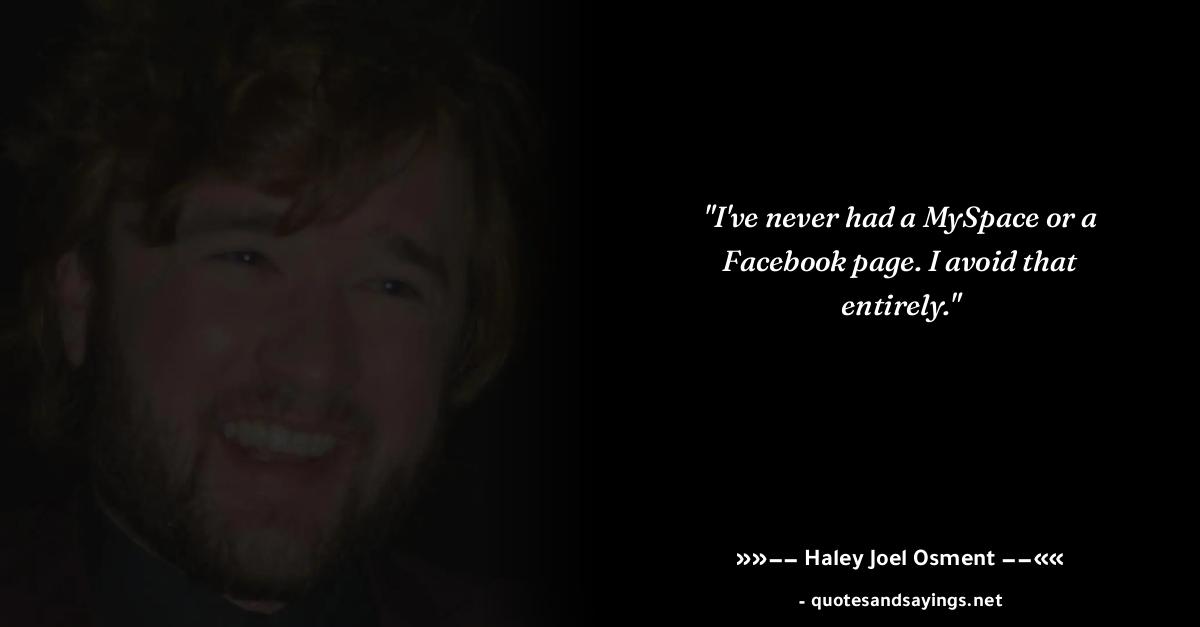 "I've never had a MySpace or a
Facebook page. I avoid that
entirely."
»»–– Haley Joel Osment ––««
- quotesandsayings.net